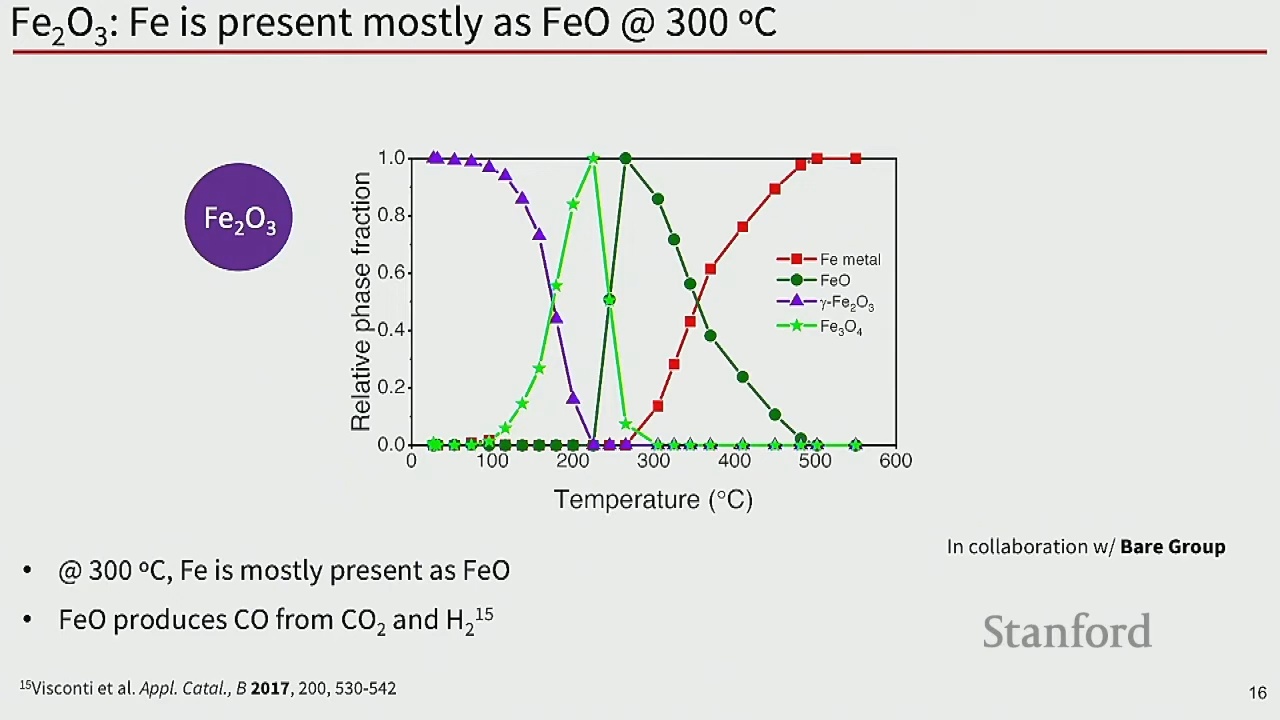 Fe₂O₃: Fe is present mostly as FeO @ 300 ºC
Fe₂O₃
Relative phase fraction
1.0
0.8
0.6
0.4
0.2
0.0
0
100
200
300
400
500
600
Temperature (°C)
Fe metal
FeO
γ-Fe₂O₃
Fe₃O₄
In collaboration w/ Bare Group
• @ 300 ºC, Fe is mostly present as FeO
• FeO produces CO from CO₂ and H₂¹⁵
Stanford
¹⁵Visconti et al. Appl. Catal., B 2017, 200, 530-542
16